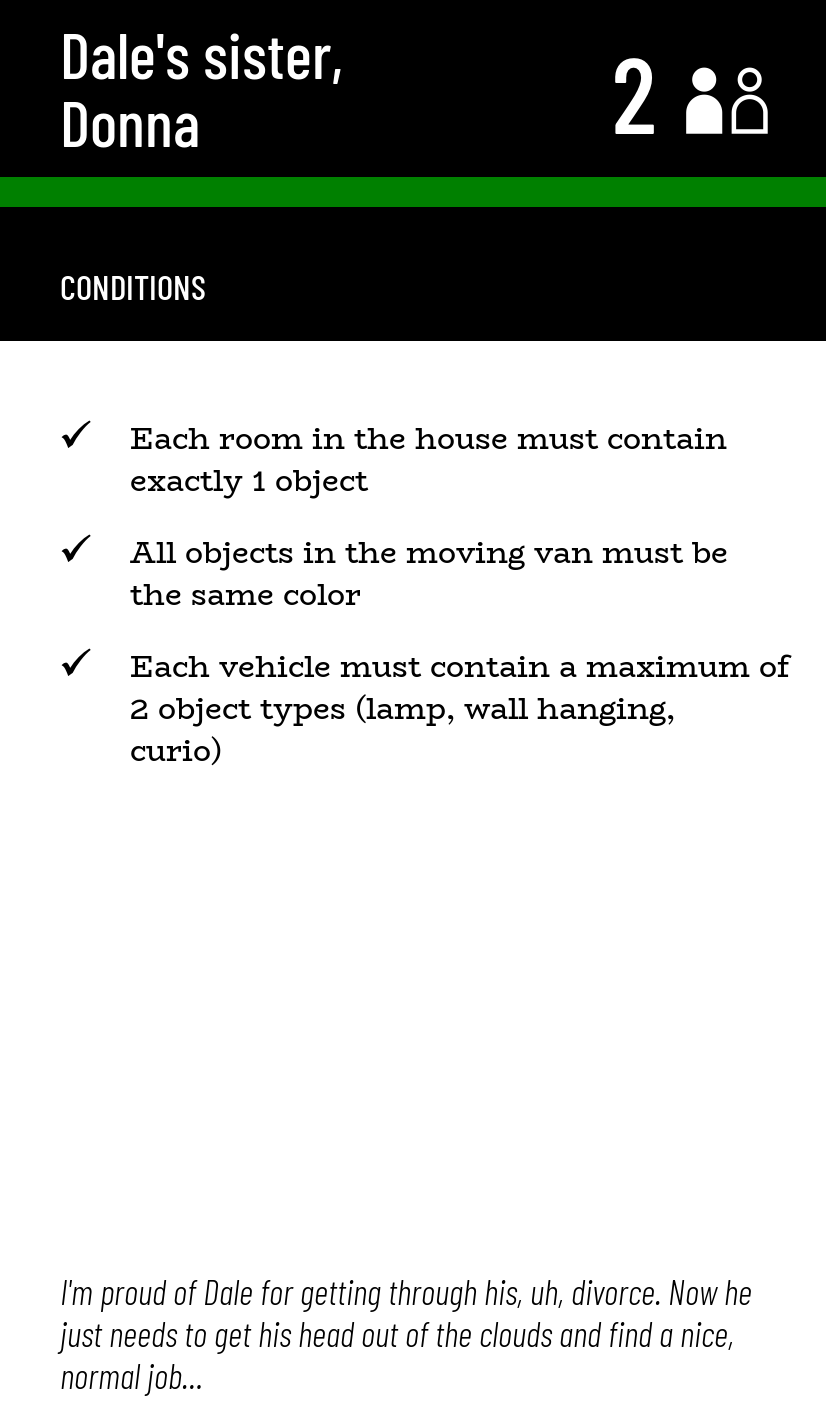 Dale's sister,
Donna
2
CONDITIONS
✓ Each room in the house must contain
exactly 1 object
✓ All objects in the moving van must be
the same color
✓ Each vehicle must contain a maximum of
2 object types (lamp, wall hanging,
curio)
I'm proud of Dale for getting through his, uh, divorce. Now he
just needs to get his head out of the clouds and find a nice,
normal job...